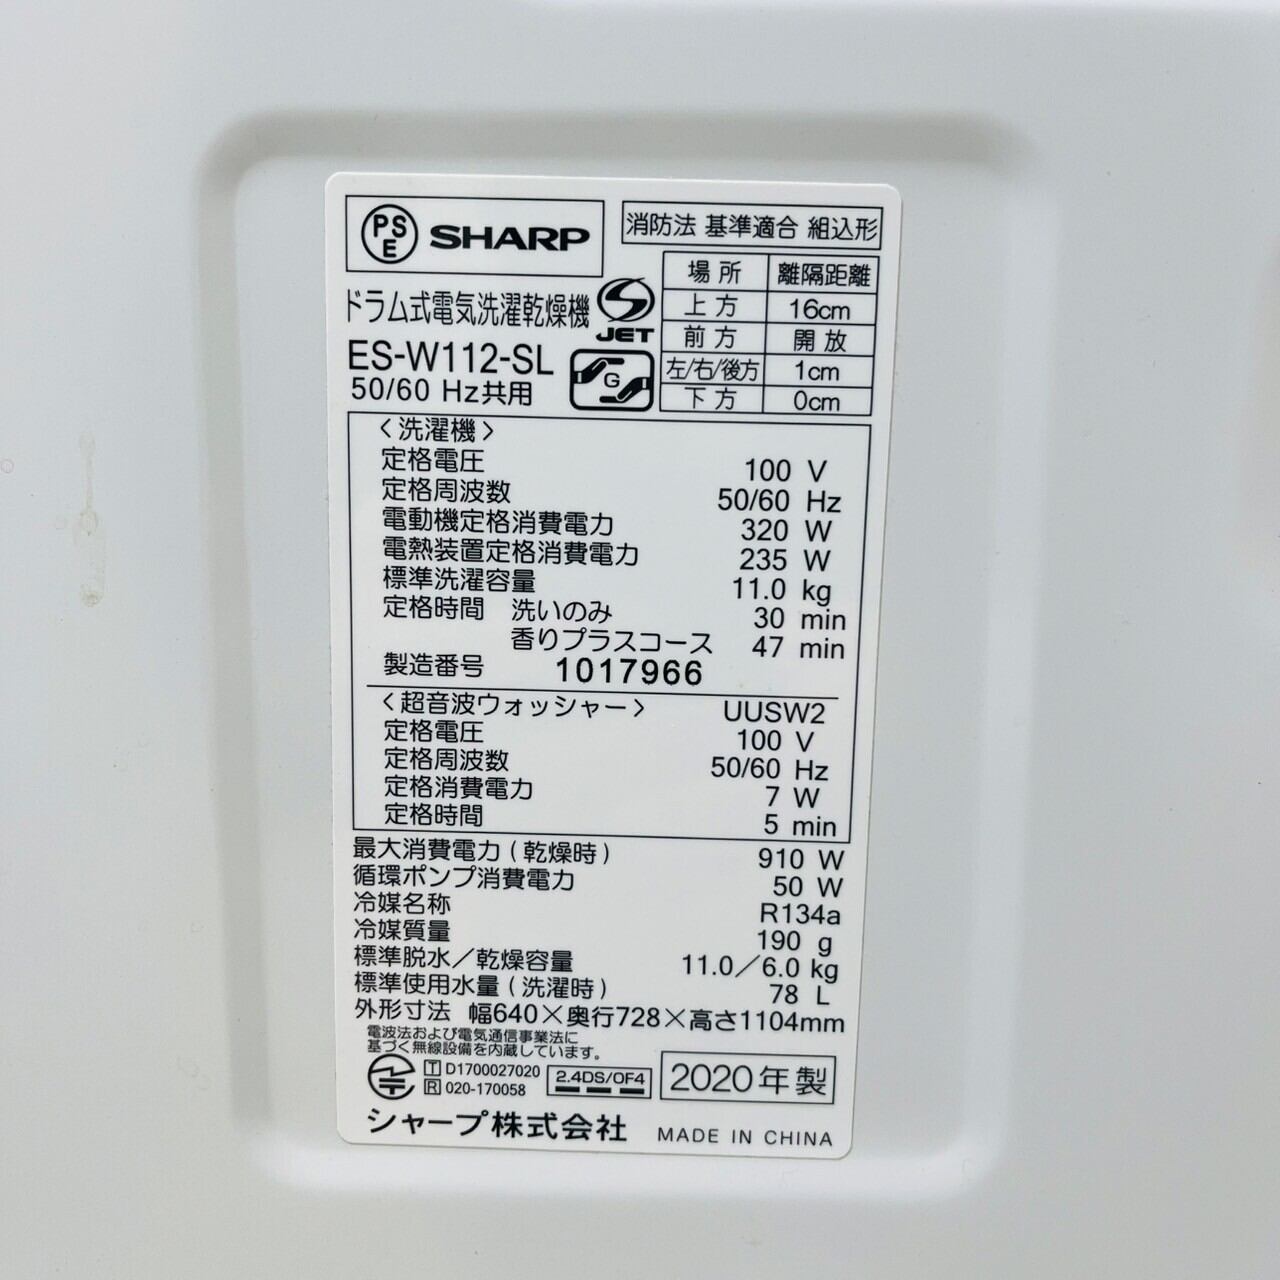 PSE SHARP
消防法 基準適合 組込形
ドラム式電気洗濯乾燥機
S JET
ES-W112-SL
50/60 Hz共用
G
場所 離隔距離
上方 16cm
前方 開放
左/右/後方 1cm
下方 0cm
〈洗濯機〉
定格電圧 100 V
定格周波数 50/60 Hz
電動機定格消費電力 320 W
電熱装置定格消費電力 235 W
標準洗濯容量 11.0 kg
定格時間 洗いのみ 30 min
香りプラスコース 47 min
製造番号 1017966
〈超音波ウォッシャー〉 UUSW2
定格電圧 100 V
定格周波数 50/60 Hz
定格消費電力 7 W
定格時間 5 min
最大消費電力(乾燥時) 910 W
循環ポンプ消費電力 50 W
冷媒名称 R134a
冷媒質量 190 g
標準脱水/乾燥容量 11.0/6.0 kg
標準使用水量(洗濯時) 78 L
外形寸法 幅640×奥行728×高さ1104mm
電波法および電気通信事業法に
基づく無線設備を内蔵しています。
T D1700027020
R 020-170058
2.4DS/OF4
2020年製
シャープ株式会社 MADE IN CHINA